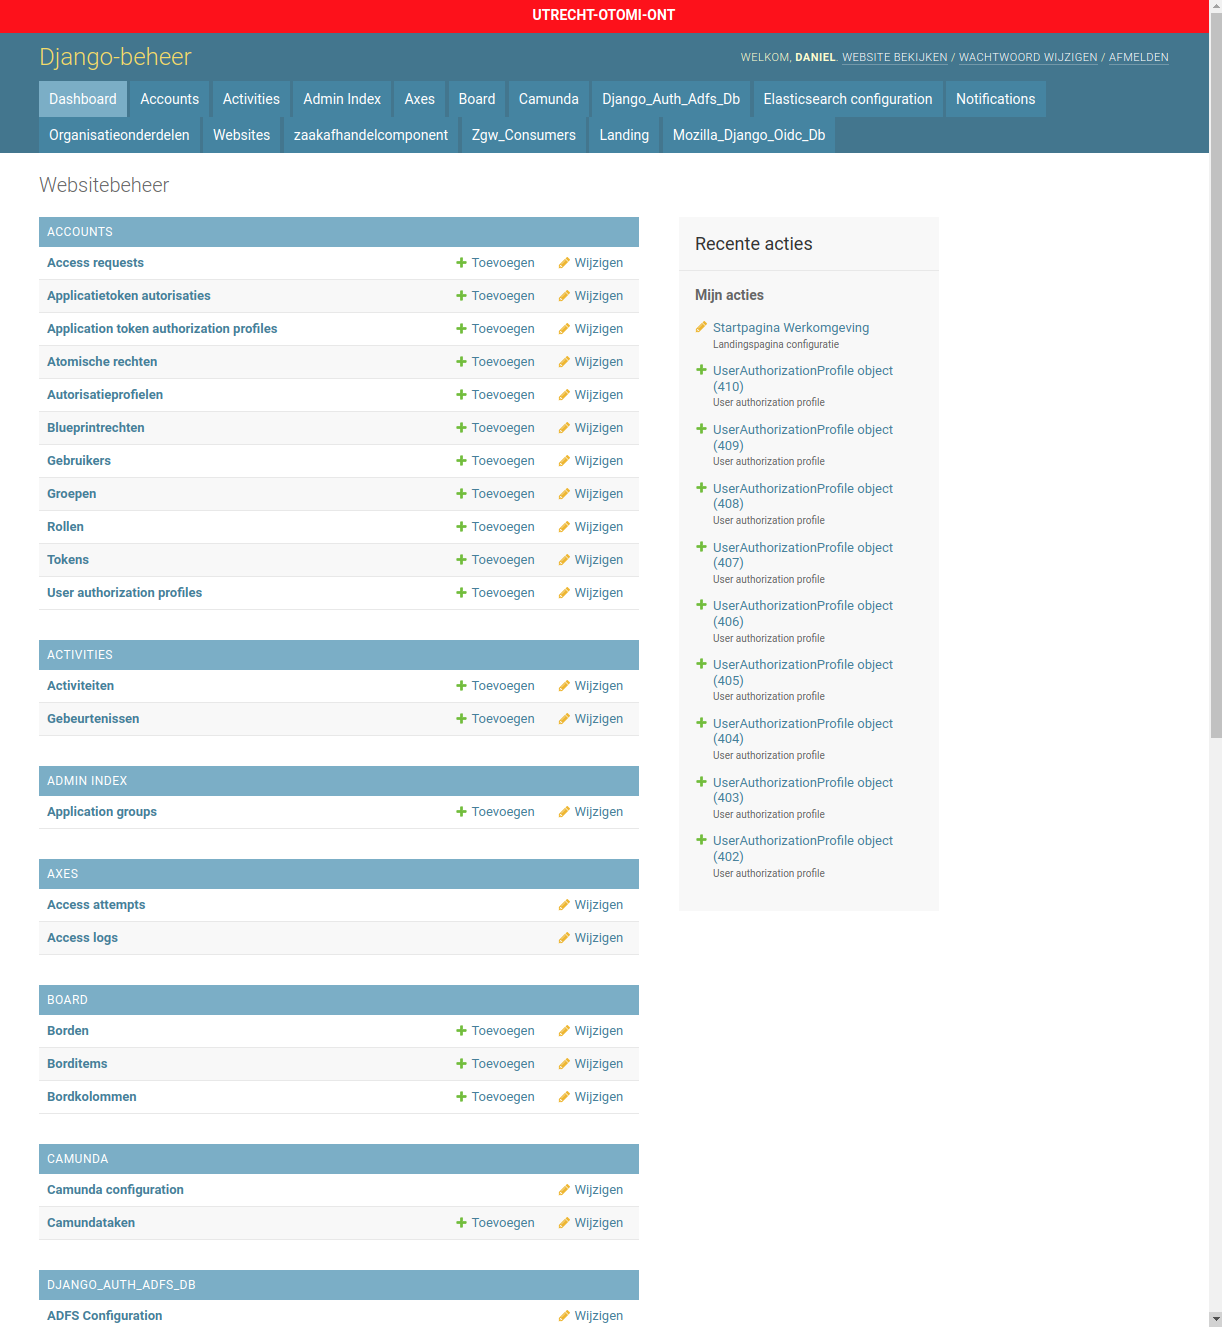 UTRECHT-OTOMI-ONT
Django-beheer
WELKOM, DANIEL. WEBSITE BEKIJKEN / WACHTWOORD WIJZIGEN / AFMELDEN
Dashboard Accounts Activities Admin Index Axes Board Camunda Django_Auth_Adfs_Db Elasticsearch configuration Notifications
Organisatieonderdelen Websites zaakafhandelcomponent Zgw_Consumers Landing Mozilla_Django_Oidc_Db
Websitebeheer
ACCOUNTS
Access requests Toevoegen Wijzigen
Applicatietoken autorisaties Toevoegen Wijzigen
Application token authorization profiles Toevoegen Wijzigen
Atomische rechten Toevoegen Wijzigen
Autorisatieprofielen Toevoegen Wijzigen
Blueprintrechten Toevoegen Wijzigen
Gebruikers Toevoegen Wijzigen
Groepen Toevoegen Wijzigen
Rollen Toevoegen Wijzigen
Tokens Toevoegen Wijzigen
User authorization profiles Toevoegen Wijzigen
ACTIVITIES
Activiteiten Toevoegen Wijzigen
Gebeurtenissen Toevoegen Wijzigen
ADMIN INDEX
Application groups Toevoegen Wijzigen
AXES
Access attempts Wijzigen
Access logs Wijzigen
BOARD
Borden Toevoegen Wijzigen
Borditems Toevoegen Wijzigen
Bordkolommen Toevoegen Wijzigen
CAMUNDA
Camunda configuration Wijzigen
Camundataken Toevoegen Wijzigen
DJANGO_AUTH_ADFS_DB
ADFS Configuration Wijzigen
Recente acties
Mijn acties
Startpagina Werkomgeving
Landingspagina configuratie
UserAuthorizationProfile object
(410)
User authorization profile
UserAuthorizationProfile object
(409)
User authorization profile
UserAuthorizationProfile object
(408)
User authorization profile
UserAuthorizationProfile object
(407)
User authorization profile
UserAuthorizationProfile object
(406)
User authorization profile
UserAuthorizationProfile object
(405)
User authorization profile
UserAuthorizationProfile object
(404)
User authorization profile
UserAuthorizationProfile object
(403)
User authorization profile
UserAuthorizationProfile object
(402)
User authorization profile